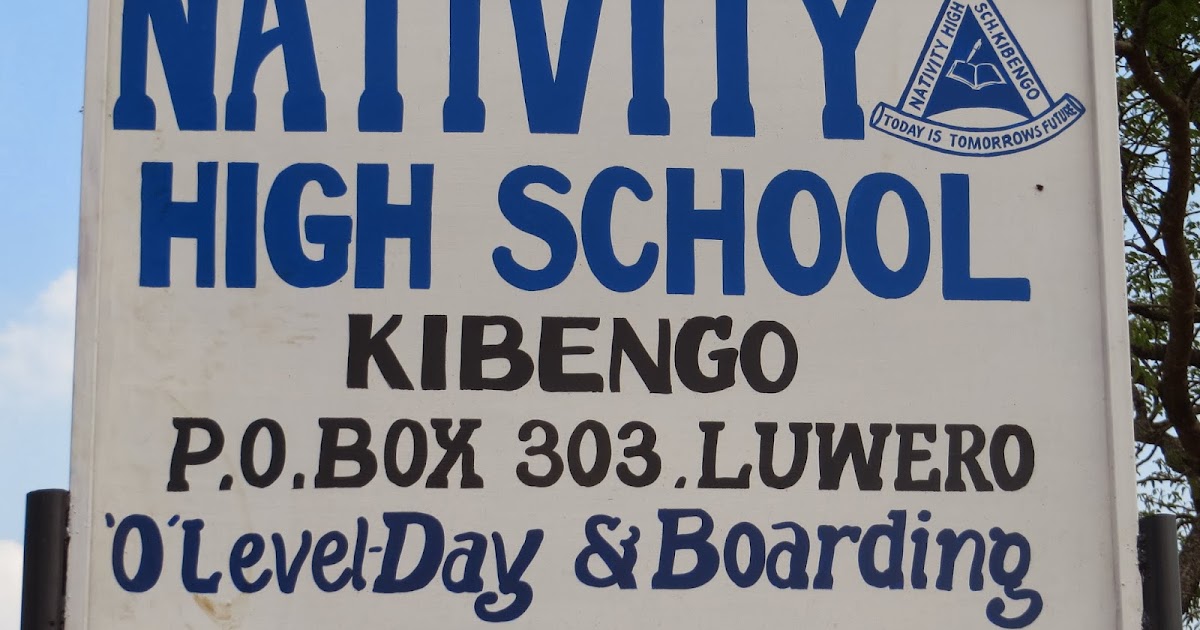 NATIVITY
HIGH SCHOOL
KIBENGO
P.O.BOX 303.LUWERO
'O' Level-Day & Boarding
NATIVITY HIGH SCH.KIBENGO
TODAY IS TOMORROWS FUTURE